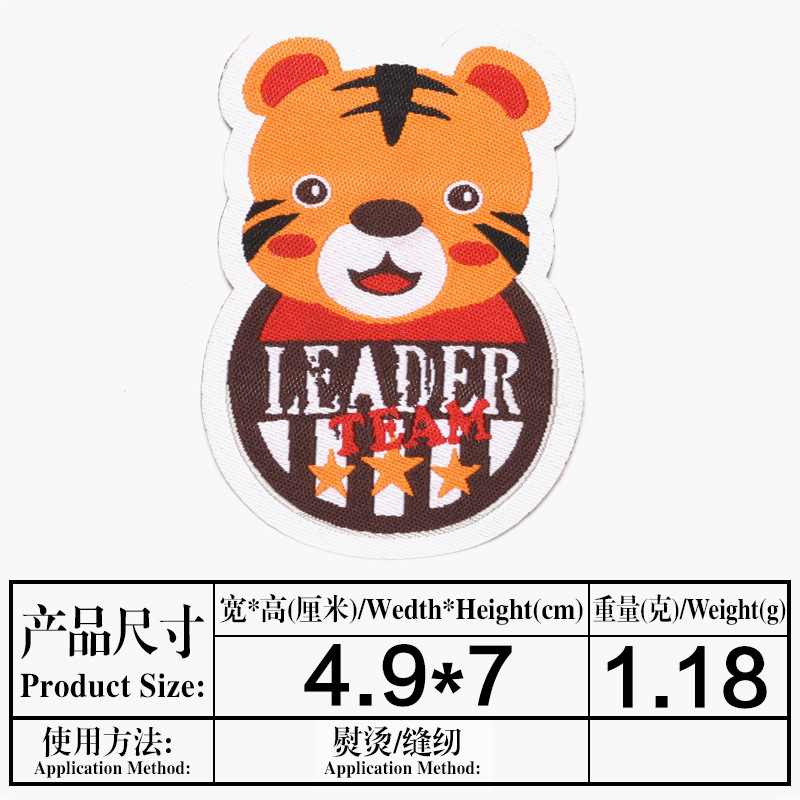 LEADER
TEAM
产品尺寸
Product Size:
宽*高(厘米)/Wedth*Height(cm)
重量(克)/Weight(g)
4.9*7
1.18
使用方法:
Application Method:
熨烫/缝纫
Application Method: